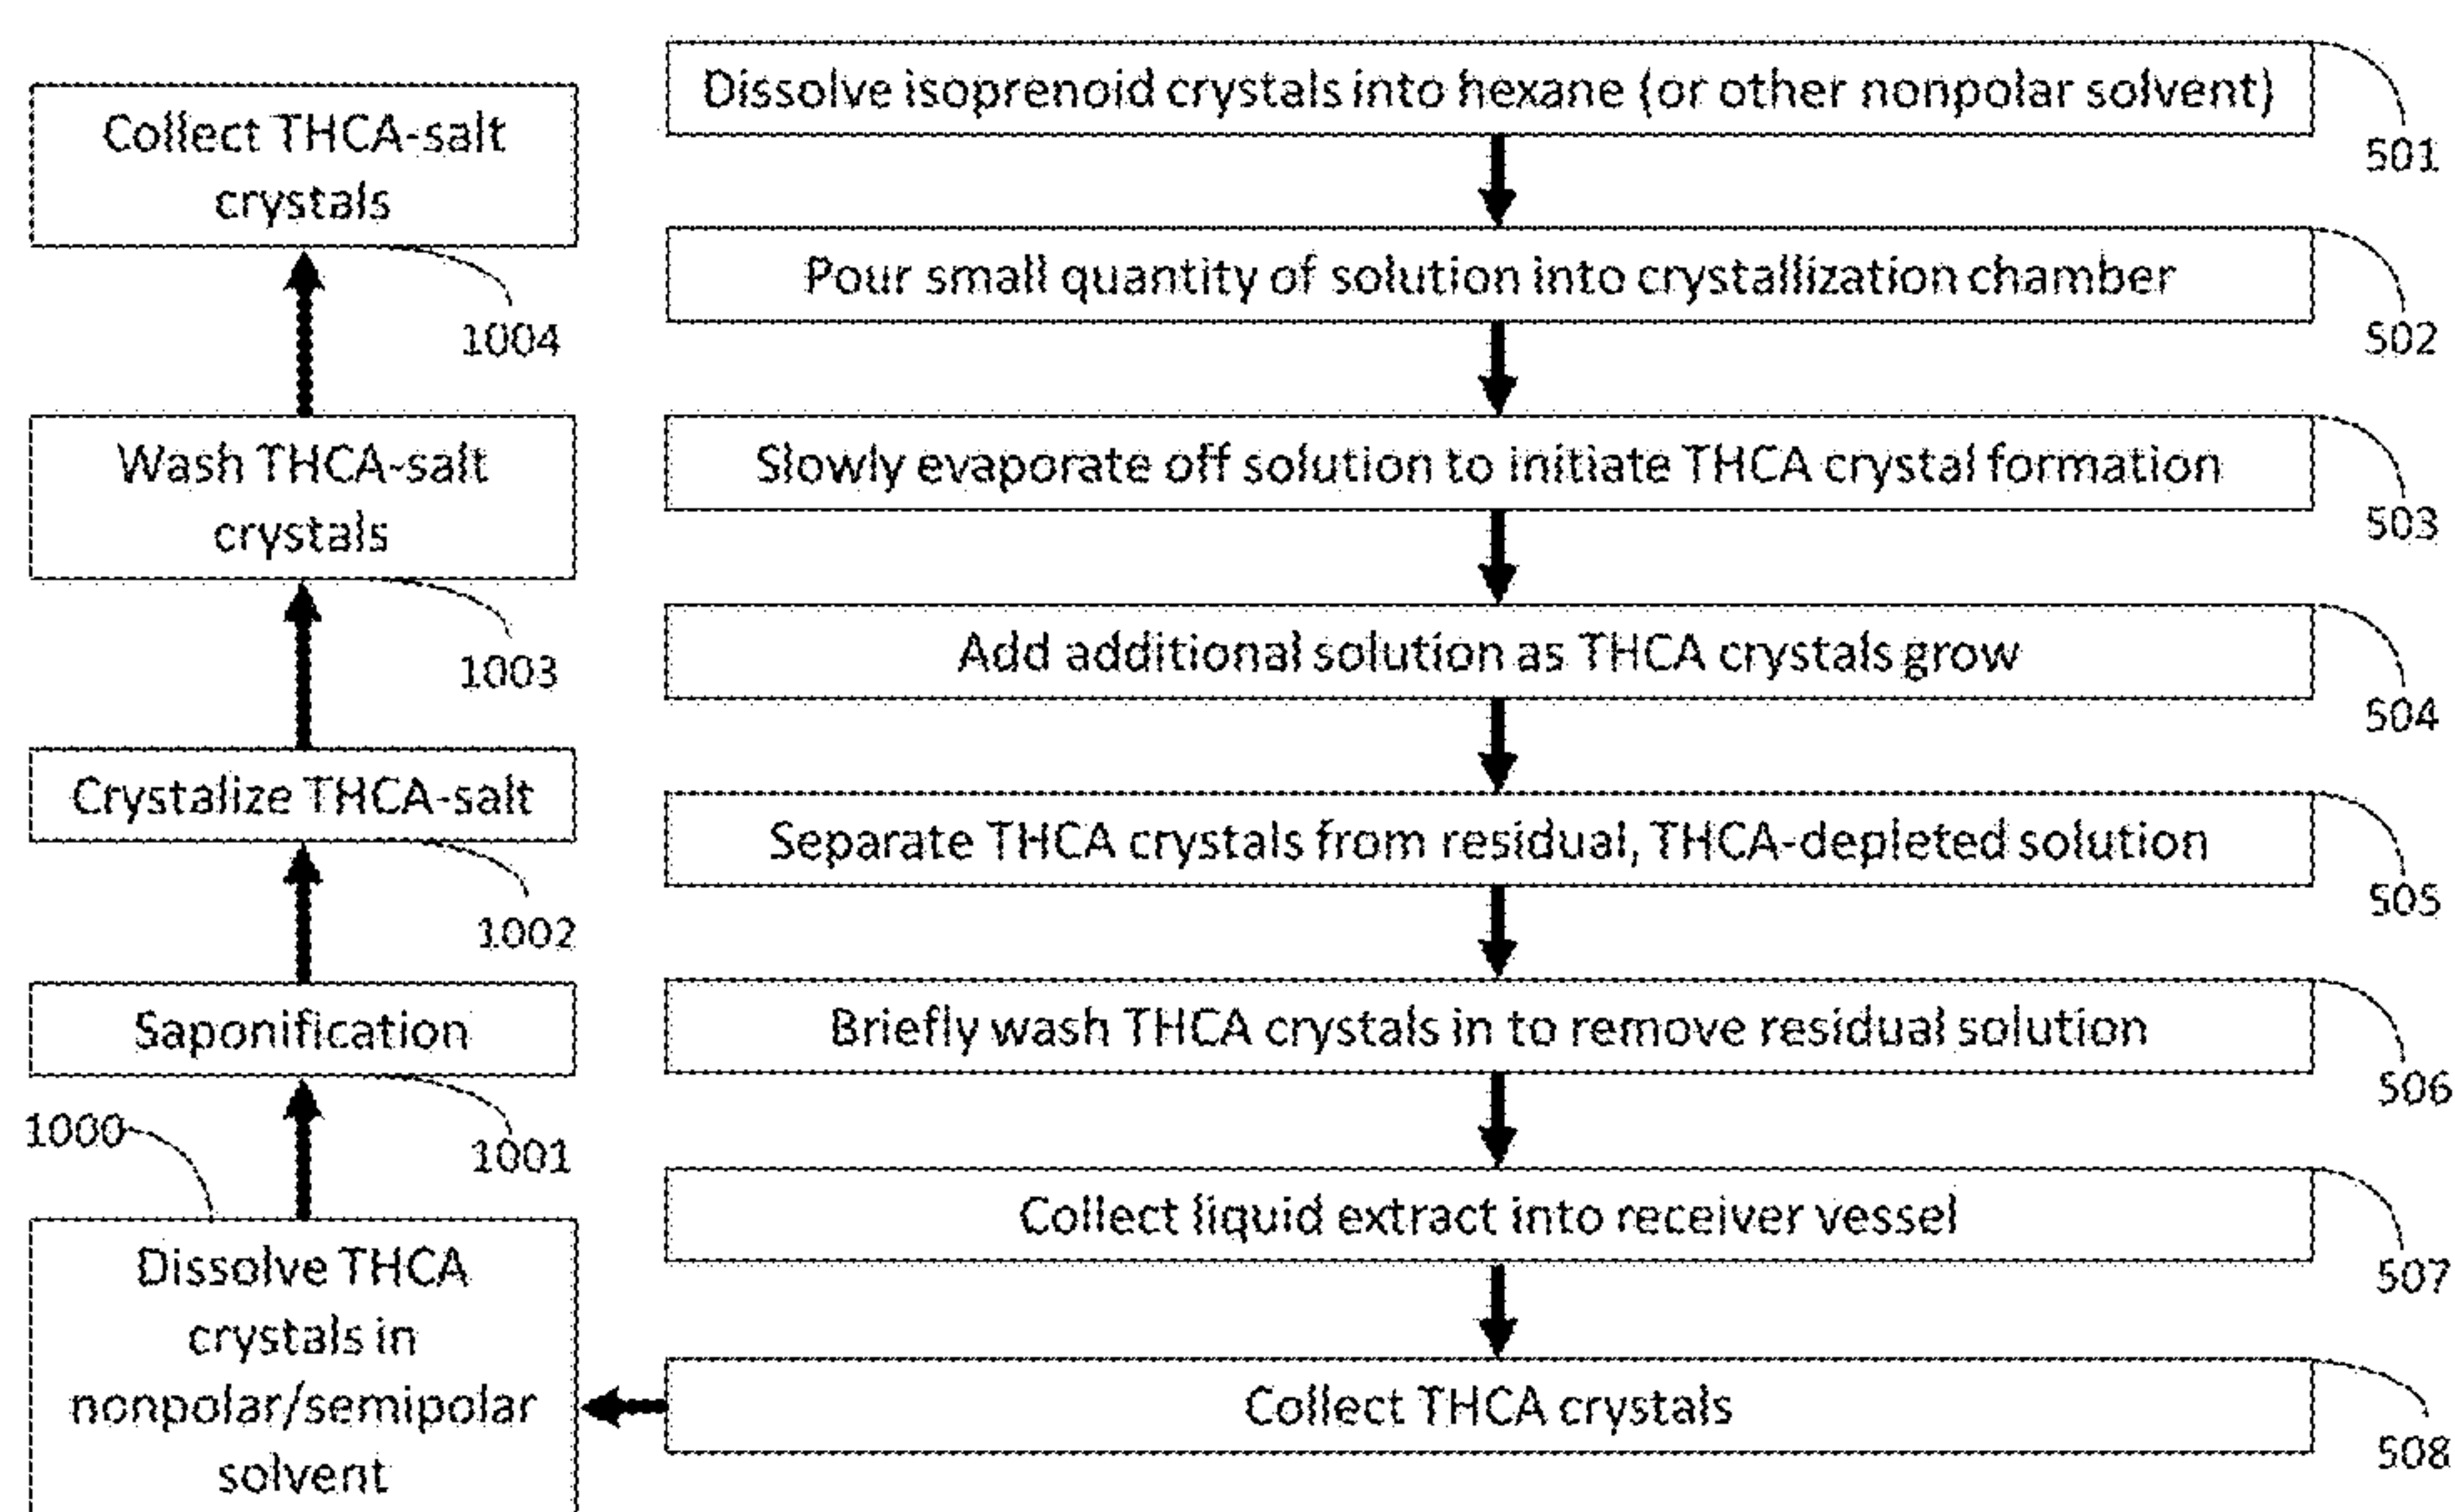 Dissolve isoprenoid crystals into hexane (or other nonpolar solvent)
501
Pour small quantity of solution into crystallization chamber
502
Slowly evaporate off solution to initiate THCA crystal formation
503
Add additional solution as THCA crystals grow
504
Separate THCA crystals from residual, THCA-depleted solution
505
Briefly wash THCA crystals in to remove residual solution
506
Collect liquid extract into receiver vessel
507
Collect THCA crystals
508
Dissolve THCA
crystals in
nonpolar/semipolar
solvent
1000
Saponification
1001
Crystalize THCA-salt
1002
Wash THCA-salt
crystals
1003
Collect THCA-salt
crystals
1004